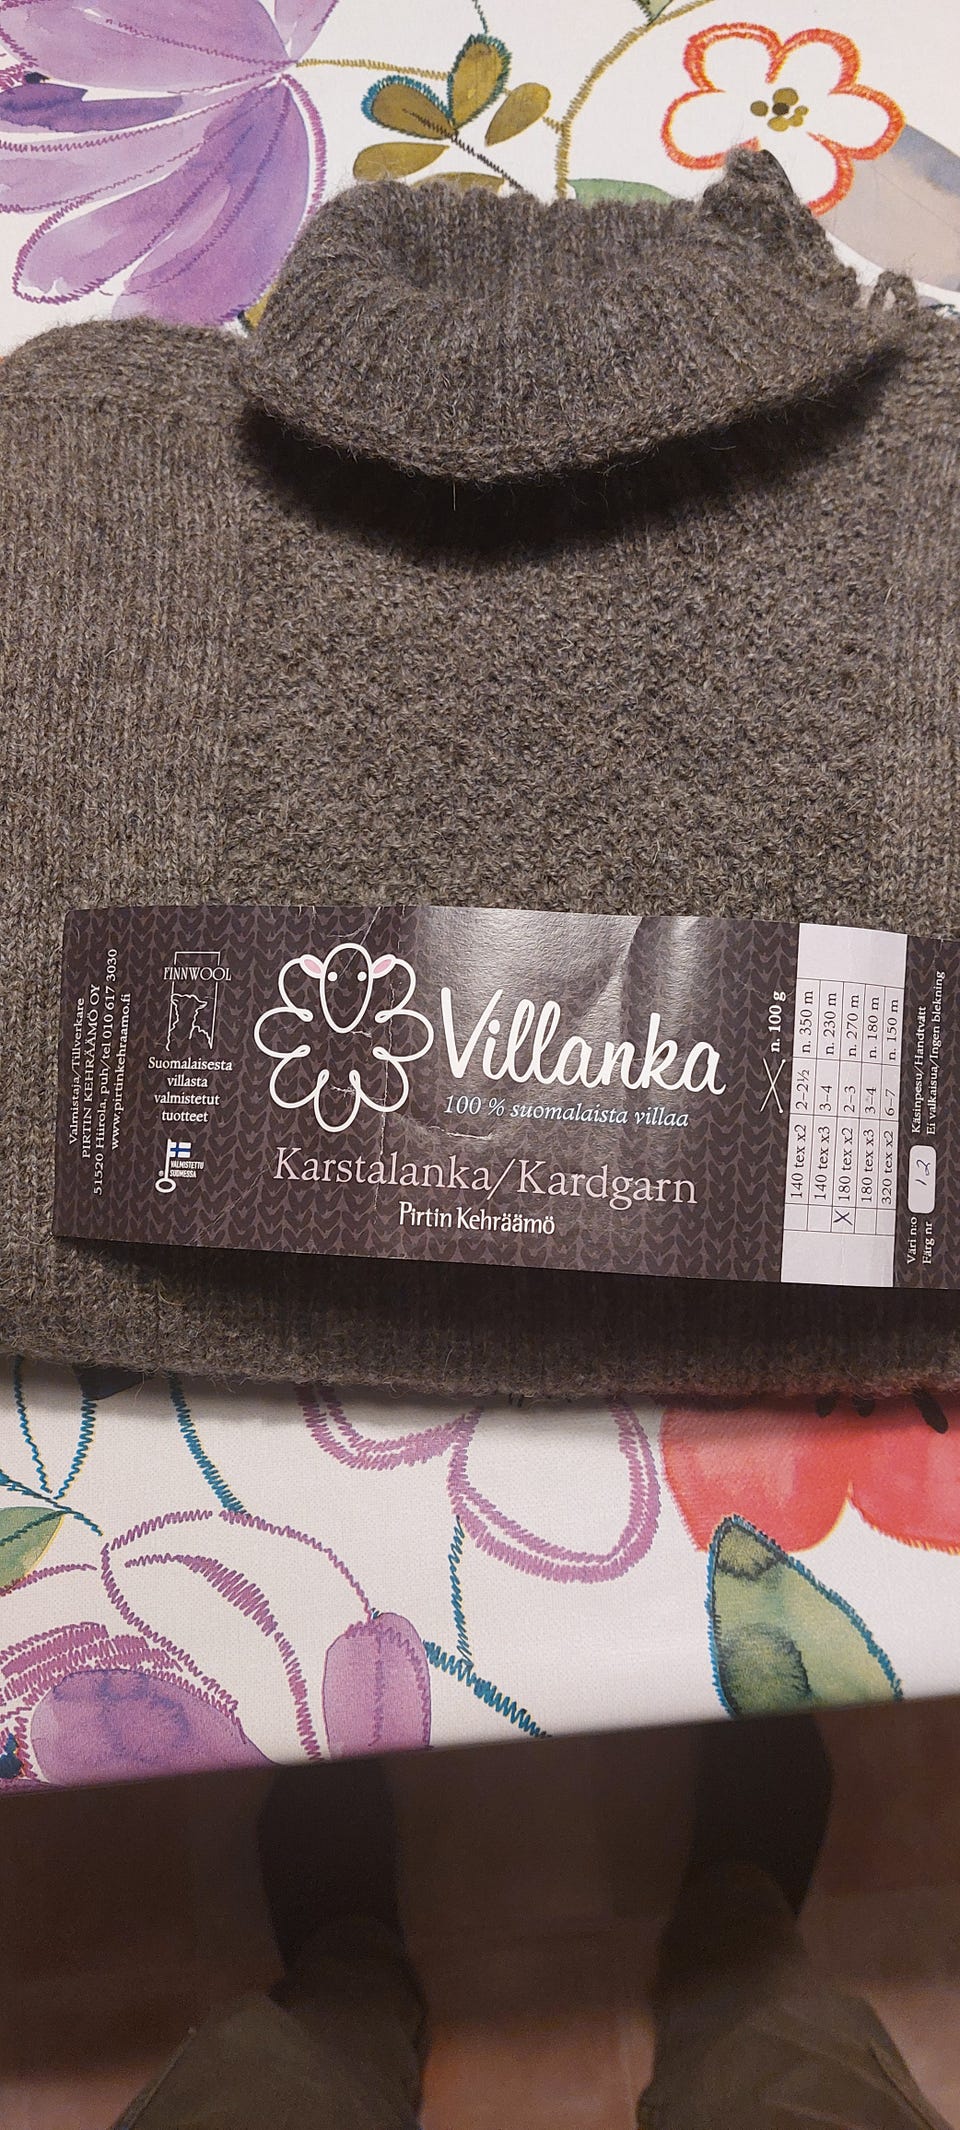 Valmistaja/Tillverkare
PIRTIN KEHRÄÄMÖ OY
51520 Hiirola, puh/ tel 010 617 3030
www.pirtinkehraamo.fi
FINNWOOL
Suomalaisesta
villasta
valmistetut
tuotteet
VALMISTETTU
SUOMESSA
Villanka
100 % suomalaista villaa
Karstalanka/Kardgarn
Pirtin Kehräämö
n. 100 g
140 tex x2 2–2½ n. 350 m
140 tex x3 3–4 n. 230 m
X 180 tex x2 2–3 n. 270 m
180 tex x3 3-4 n. 180 m
320 tex x2 6–7 n. 150 m
Käsinpesu/Handtvätt
Ei valkaisua/Ingen blekning
Väri n:o
Färg nr
12